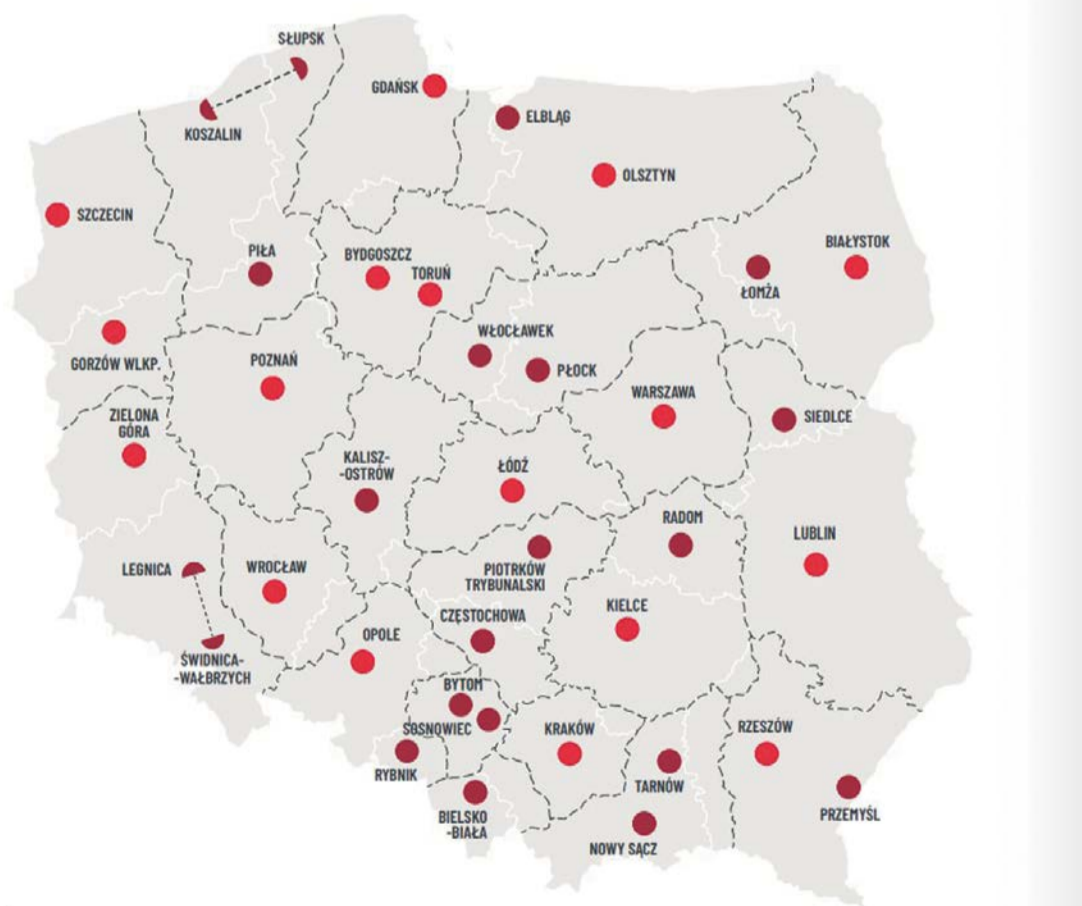 SŁUPSK
GDAŃSK
KOSZALIN
ELBLĄG
OLSZTYN
SZCZECIN
PIŁA
BYDGOSZCZ
TORUŃ
BIAŁYSTOK
ŁOMŻA
GORZÓW WLKP.
POZNAŃ
WŁOCŁAWEK
PŁOCK
WARSZAWA
SIEDLCE
ZIELONA
GÓRA
KALISZ-
-OSTRÓW
ŁÓDŹ
RADOM
LUBLIN
LEGNICA
WROCŁAW
PIOTRKÓW
TRYBUNALSKI
CZĘSTOCHOWA
KIELCE
OPOLE
ŚWIDNICA-
-WAŁBRZYCH
BYTOM
SOSNOWIEC
KRAKÓW
RZESZÓW
RYBNIK
TARNÓW
BIELSKO
-BIAŁA
PRZEMYŚL
NOWY SĄCZ